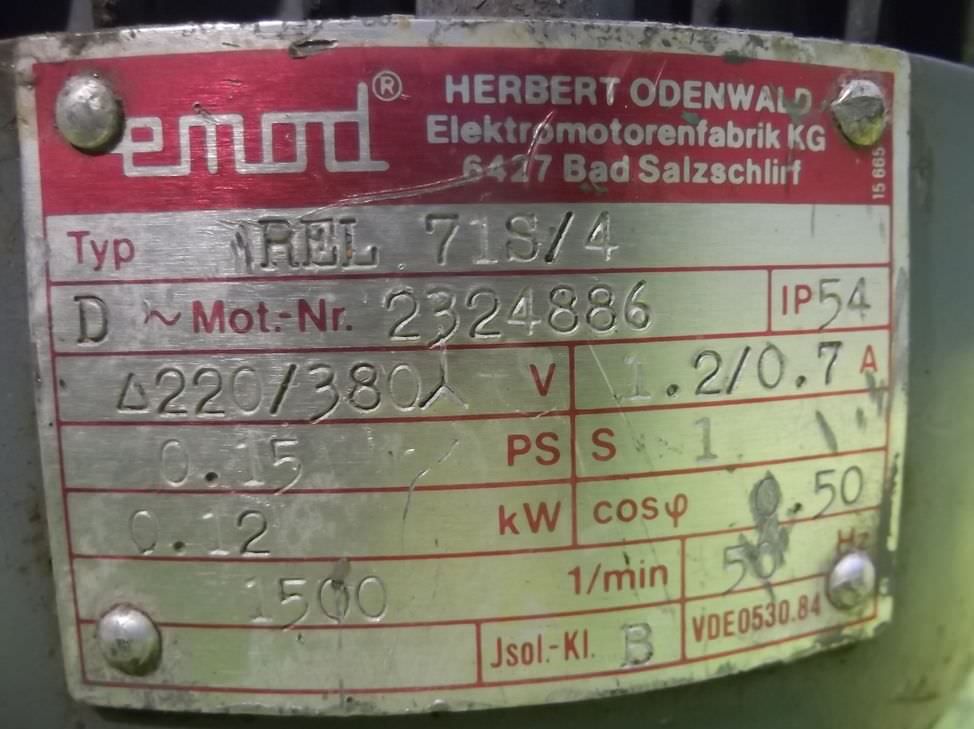 emod®
HERBERT ODENWALD
Elektromotorenfabrik KG
6427 Bad Salzschlirf
15 665
Typ REL 71S/4
D ~ Mot.-Nr. 2324886 IP54
Δ220/380⅄ V 1.2/0.7 A
0.15 PS S 1
0.12 kW cosφ 0.50
1500 1/min 50 Hz
Jsol.-Kl. B VDE0530.84